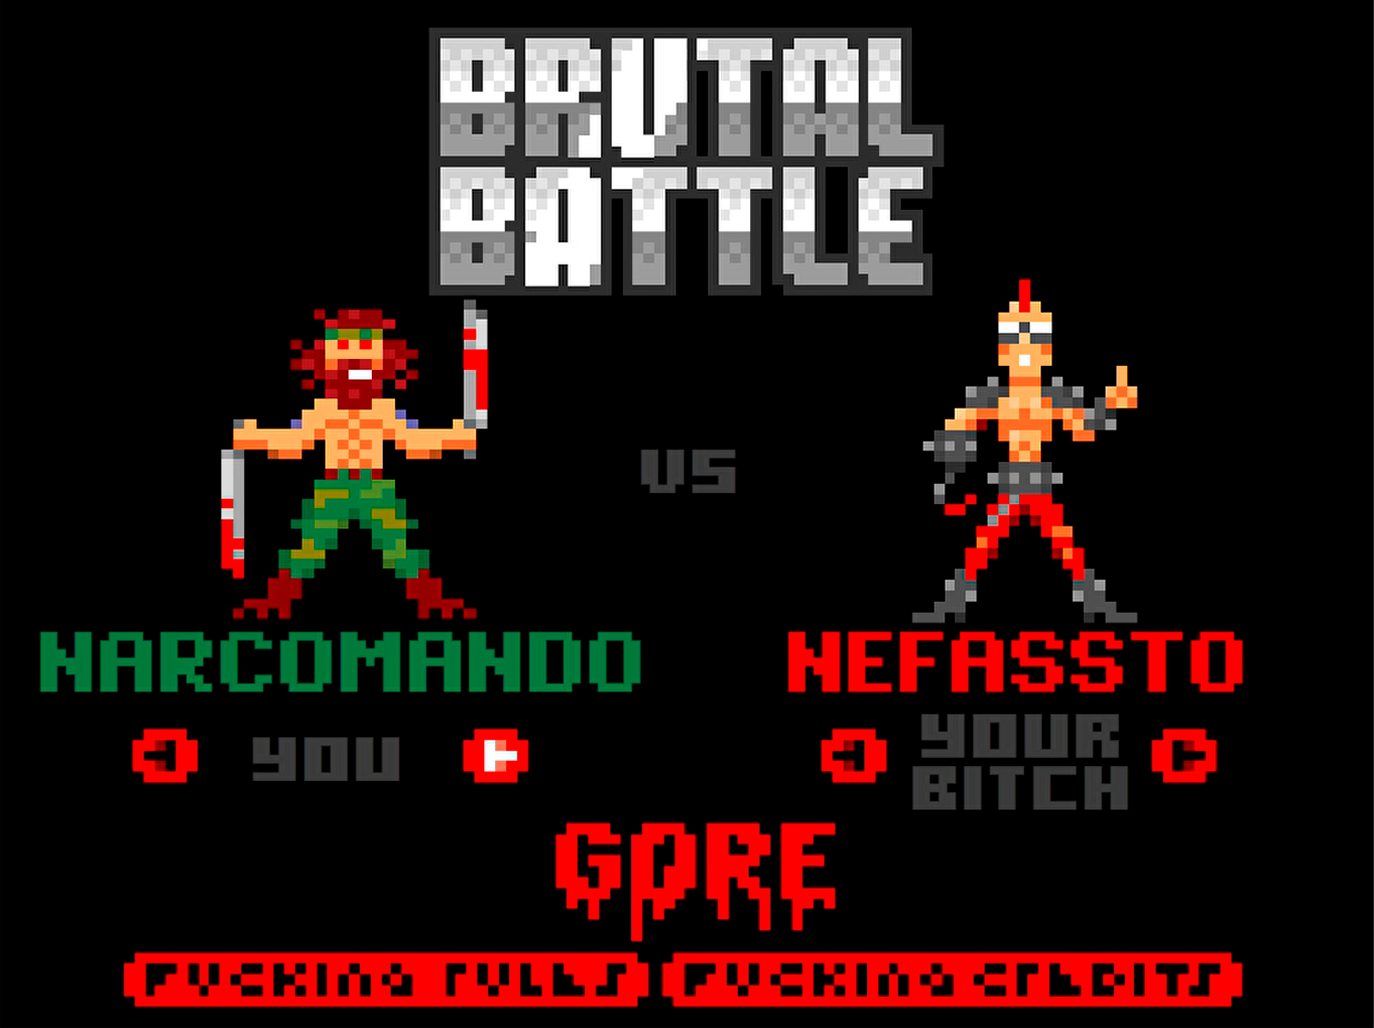 BRUTAL
BATTLE
VS
NARCOMANDO
NEFASSTO
YOU
YOUR
BITCH
GORE
FUCKING RULES
FUCKING CREDITS